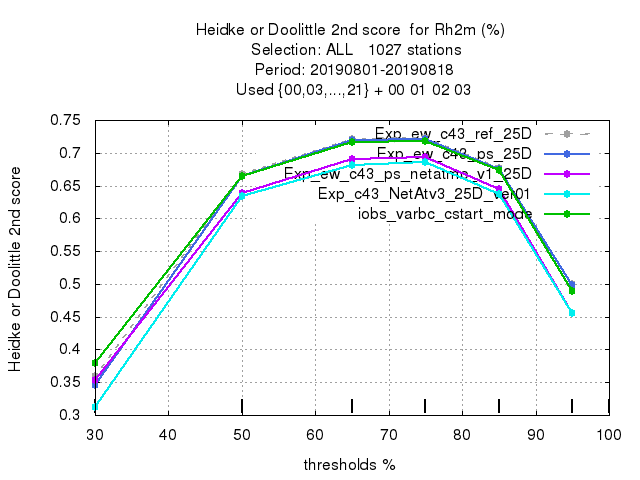 Heidke or Doolittle 2nd score for Rh2m (%)
Selection: ALL 1027 stations
Period: 20190801-20190818
Used {00,03,...,21} + 00 01 02 03
Exp_ew_c43_ref_25D
Exp_ew_c43_ps_25D
Exp_ew_c43_ps_netatmo_v1_25D
Exp_c43_NetAtv3_25D_ver01
iobs_varbc_cstart_mode
Heidke or Doolittle 2nd score
0.75
0.7
0.65
0.6
0.55
0.5
0.45
0.4
0.35
0.3
30 40 50 60 70 80 90 100
thresholds %